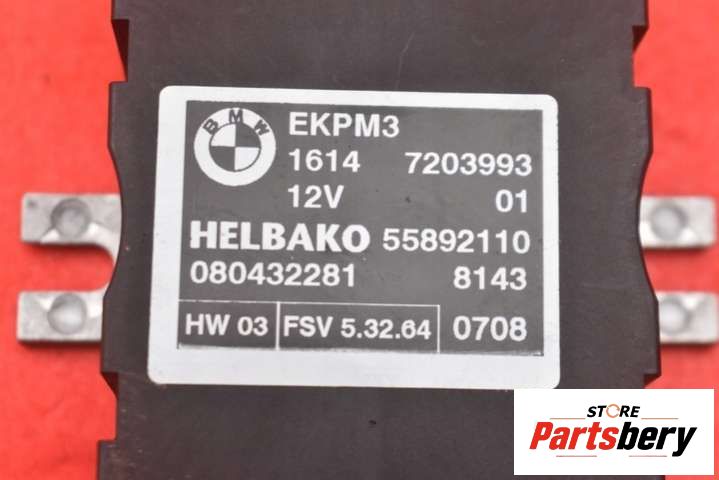 BMW
EKPM3
1614 7203993
12V 01
HELBAKO 55892110
080432281 8143
HW 03 FSV 5.32.64 0708
STORE
Partsbery